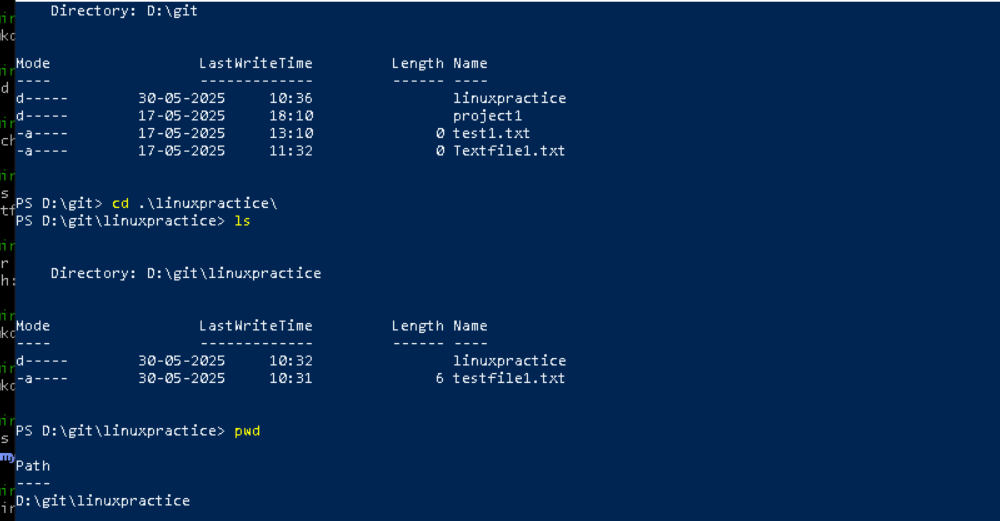 Directory: D:\git
Mode LastWriteTime Length Name
---- ------------- ------ ----
d----- 30-05-2025 10:36 linuxpractice
d----- 17-05-2025 18:10 project1
-a---- 17-05-2025 13:10 0 test1.txt
-a---- 17-05-2025 11:32 0 Textfile1.txt
PS D:\git> cd .\linuxpractice\
PS D:\git\linuxpractice> ls
Directory: D:\git\linuxpractice
Mode LastWriteTime Length Name
---- ------------- ------ ----
d----- 30-05-2025 10:32 linuxpractice
-a---- 30-05-2025 10:31 6 testfile1.txt
PS D:\git\linuxpractice> pwd
Path
----
D:\git\linuxpractice